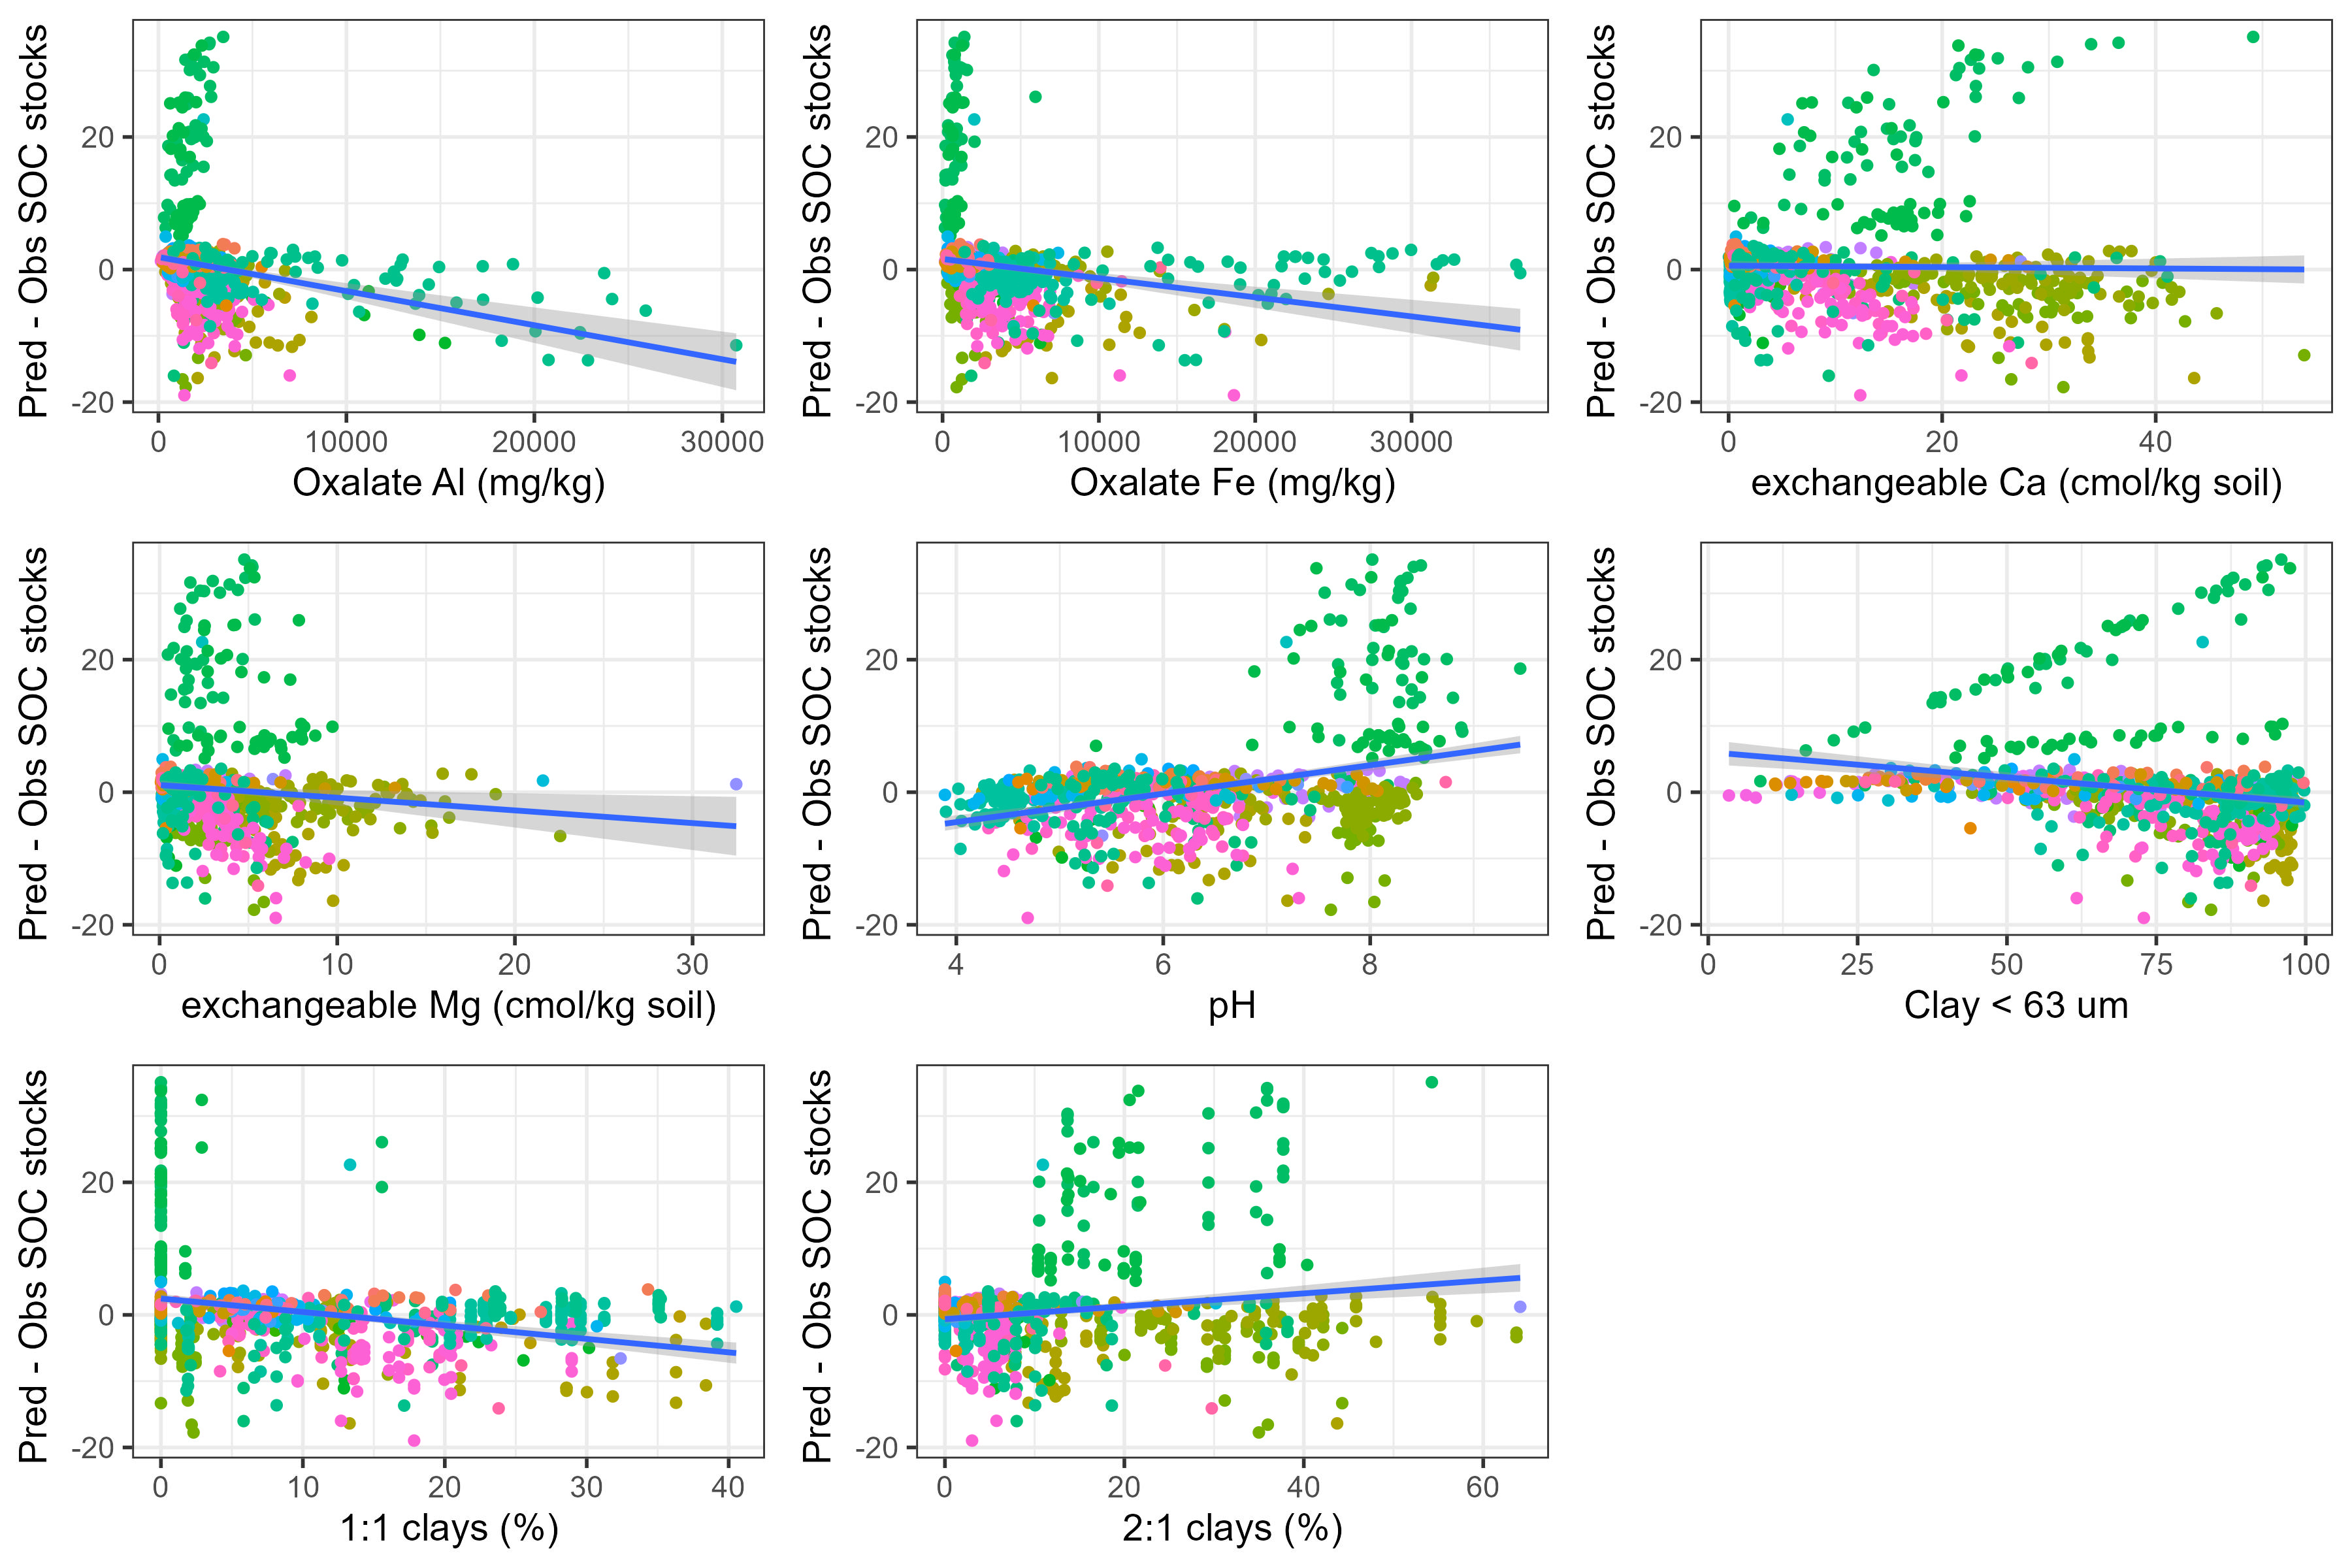 Pred - Obs SOC stocks
20
0
-20
0 10000 20000 30000
Oxalate Al (mg/kg)
Pred - Obs SOC stocks
20
0
-20
0 10000 20000 30000
Oxalate Fe (mg/kg)
Pred - Obs SOC stocks
20
0
-20
0 20 40
exchangeable Ca (cmol/kg soil)
Pred - Obs SOC stocks
20
0
-20
0 10 20 30
exchangeable Mg (cmol/kg soil)
Pred - Obs SOC stocks
20
0
-20
4 6 8
pH
Pred - Obs SOC stocks
20
0
-20
0 25 50 75 100
Clay < 63 um
Pred - Obs SOC stocks
20
0
-20
0 10 20 30 40
1:1 clays (%)
Pred - Obs SOC stocks
20
0
-20
0 20 40 60
2:1 clays (%)